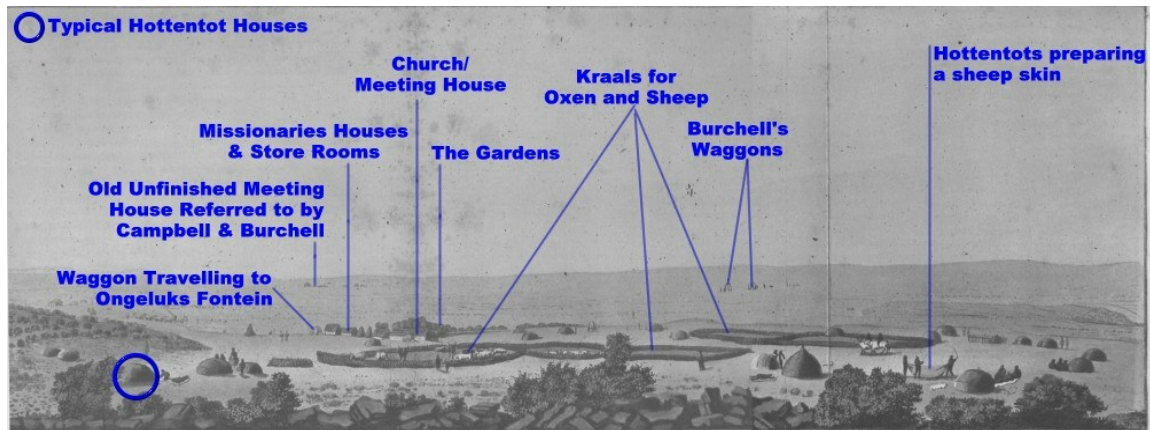 Typical Hottentot Houses
Church/
Meeting House
Kraals for
Oxen and Sheep
Hottentots preparing
a sheep skin
Missionaries Houses
& Store Rooms
The Gardens
Burchell's
Waggons
Old Unfinished Meeting
House Referred to by
Campbell & Burchell
Waggon Travelling to
Ongeluks Fontein